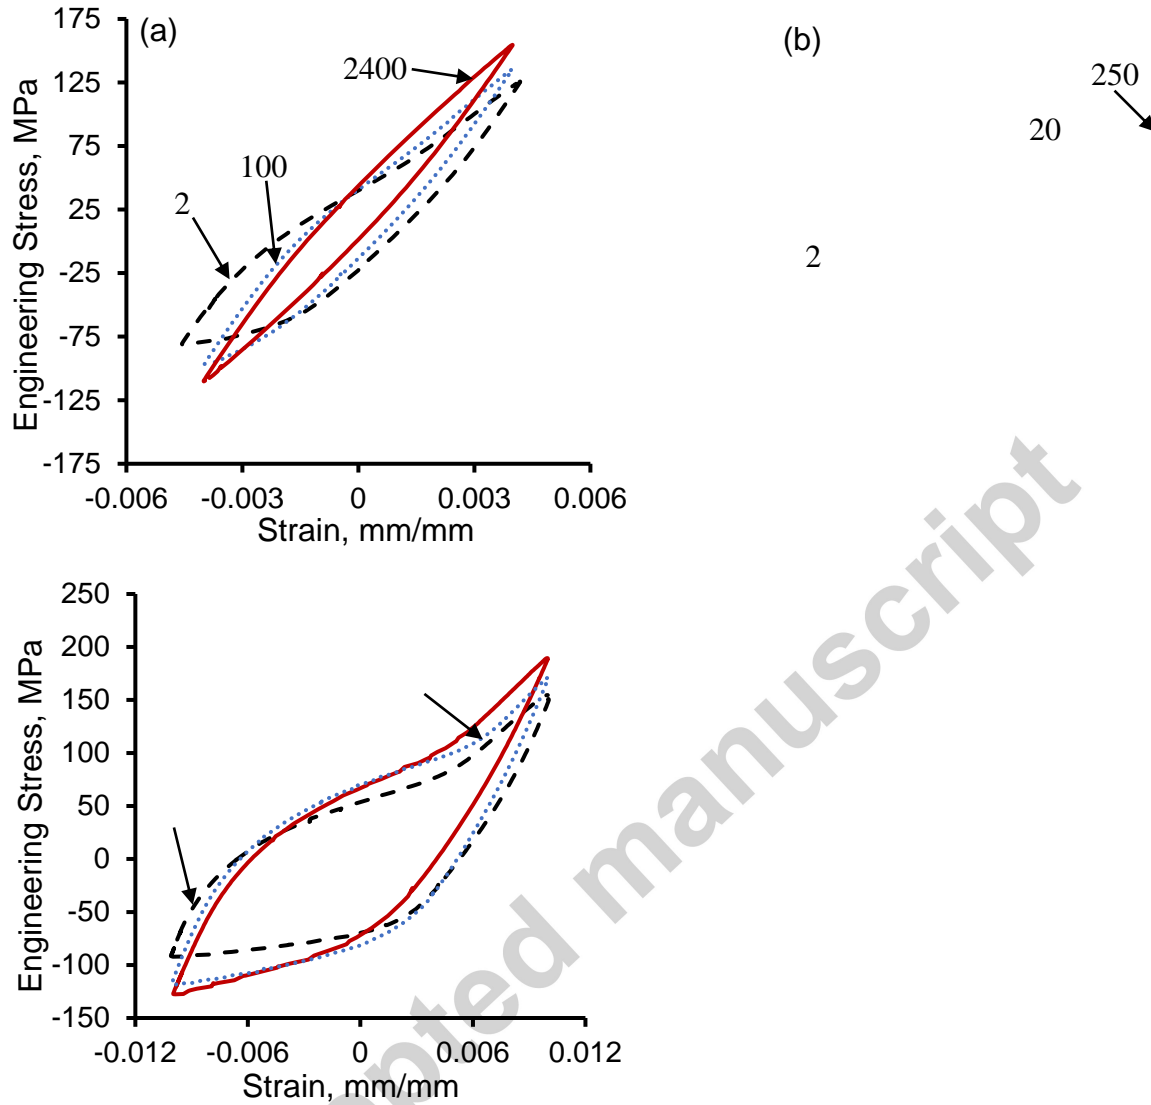 (a)
175
125
75
25
-25
-75
-125
-175
Engineering Stress, MPa
2400
100
2
-0.006 -0.003 0 0.003 0.006
Strain, mm/mm
(b)
250
20
2
250
200
150
100
50
0
-50
-100
-150
Engineering Stress, MPa
-0.012 -0.006 0 0.006 0.012
Strain, mm/mm
pted manuscript